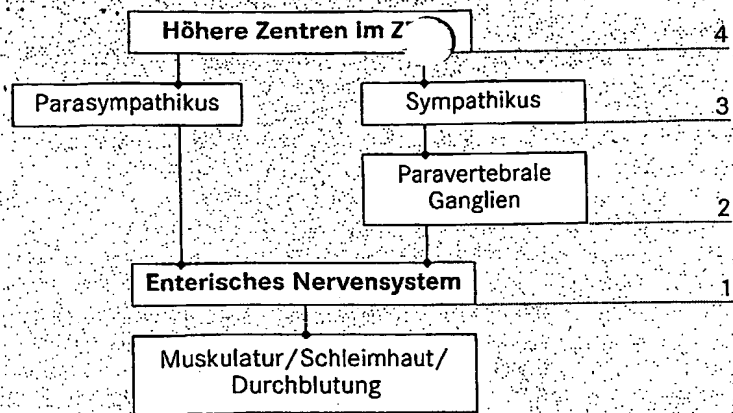 Höhere Zentren im
4
Parasympathikus
Sympathikus
3
Paravertebrale
Ganglien
2
Enterisches Nervensystem
1
Muskulatur/Schleimhaut/
Durchblutung